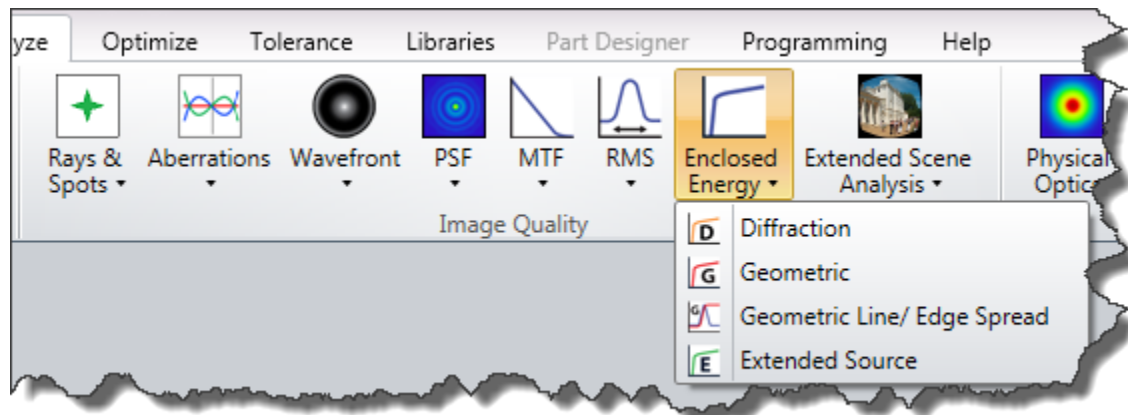 yze Optimize Tolerance Libraries Part Designer Programming Help
Rays & Spots
Aberrations
Wavefront
PSF
MTF
RMS
Enclosed Energy
Extended Scene Analysis
Physical
Optic
Image Quality
D Diffraction
G Geometric
G Geometric Line/ Edge Spread
E Extended Source